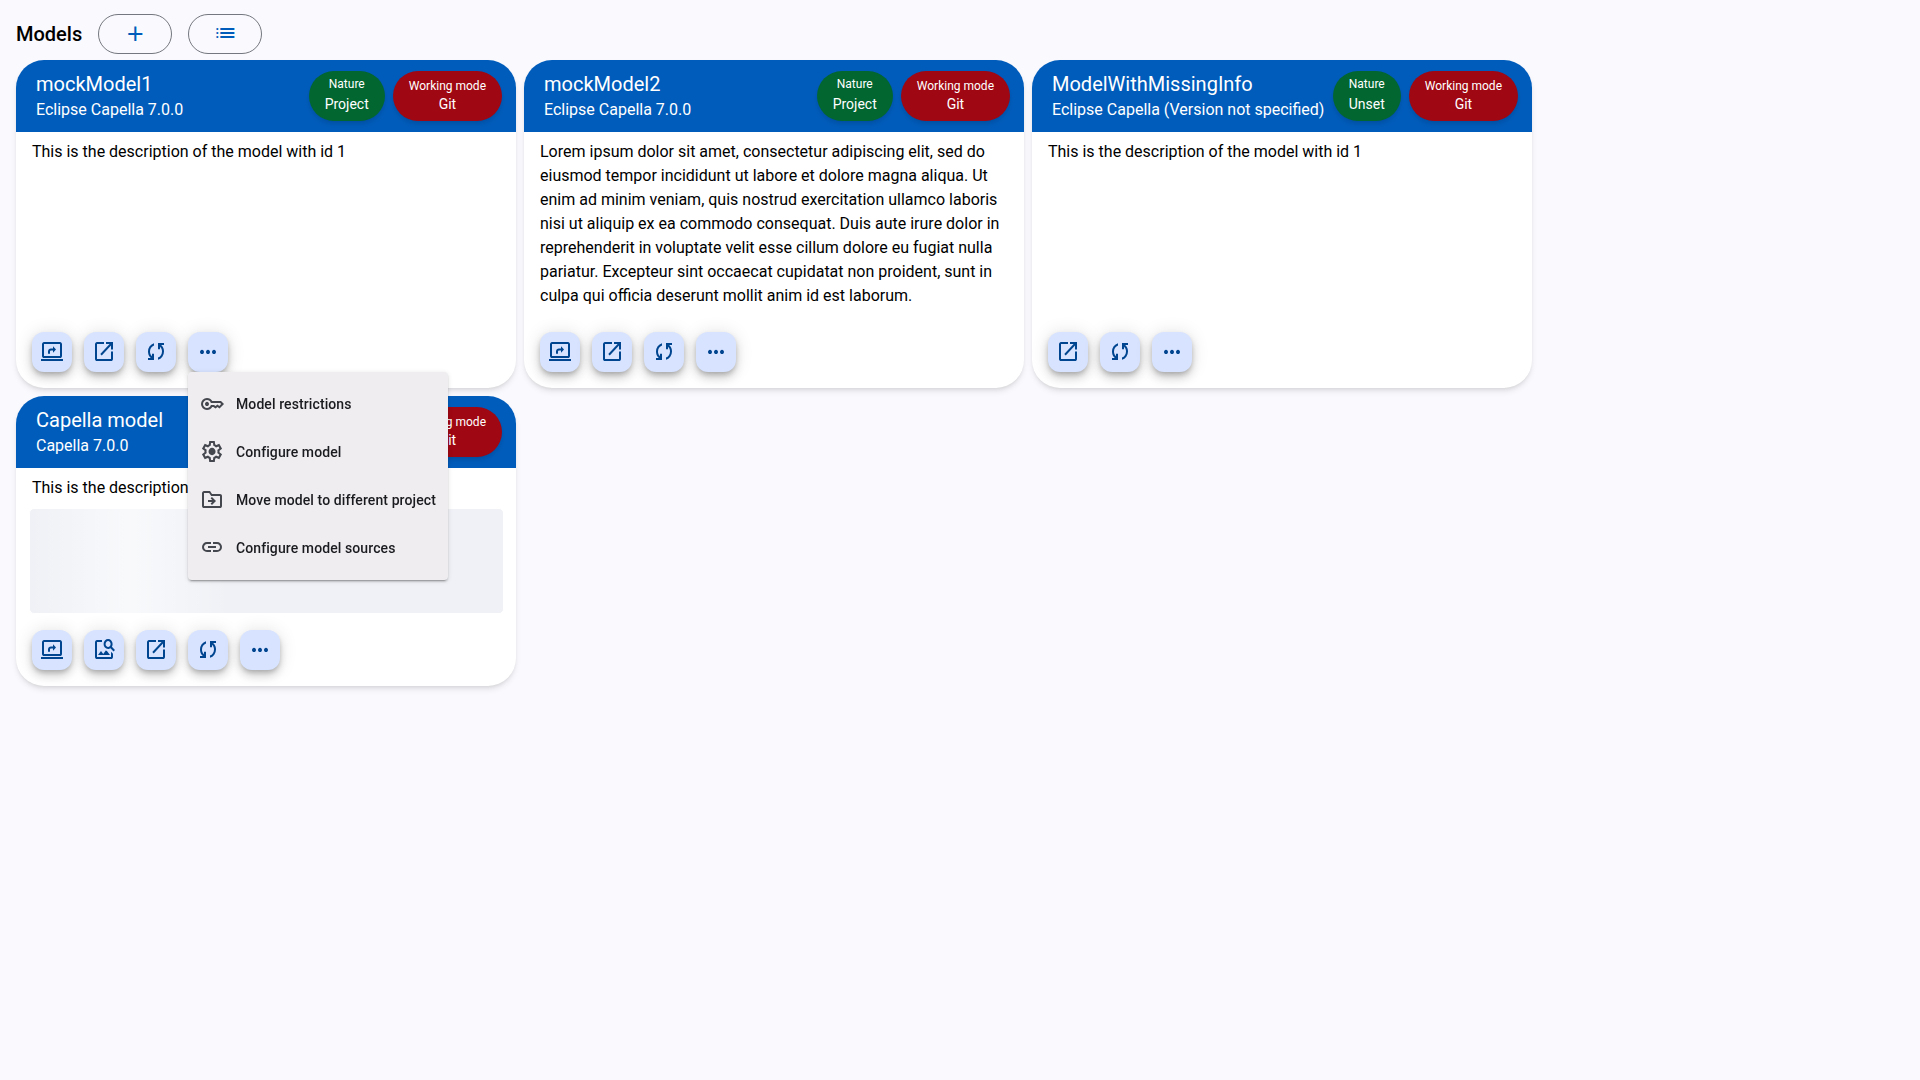 Models
mockModel1
Eclipse Capella 7.0.0
Nature
Project
Working mode
Git
This is the description of the model with id 1
mockModel2
Eclipse Capella 7.0.0
Nature
Project
Working mode
Git
Lorem ipsum dolor sit amet, consectetur adipiscing elit, sed do
eiusmod tempor incididunt ut labore et dolore magna aliqua. Ut
enim ad minim veniam, quis nostrud exercitation ullamco laboris
nisi ut aliquip ex ea commodo consequat. Duis aute irure dolor in
reprehenderit in voluptate velit esse cillum dolore eu fugiat nulla
pariatur. Excepteur sint occaecat cupidatat non proident, sunt in
culpa qui officia deserunt mollit anim id est laborum.
ModelWithMissingInfo
Eclipse Capella (Version not specified)
Nature
Unset
Working mode
Git
This is the description of the model with id 1
Model restrictions
Configure model
Move model to different project
Configure model sources
Capella model
Capella 7.0.0
mode
This is the description